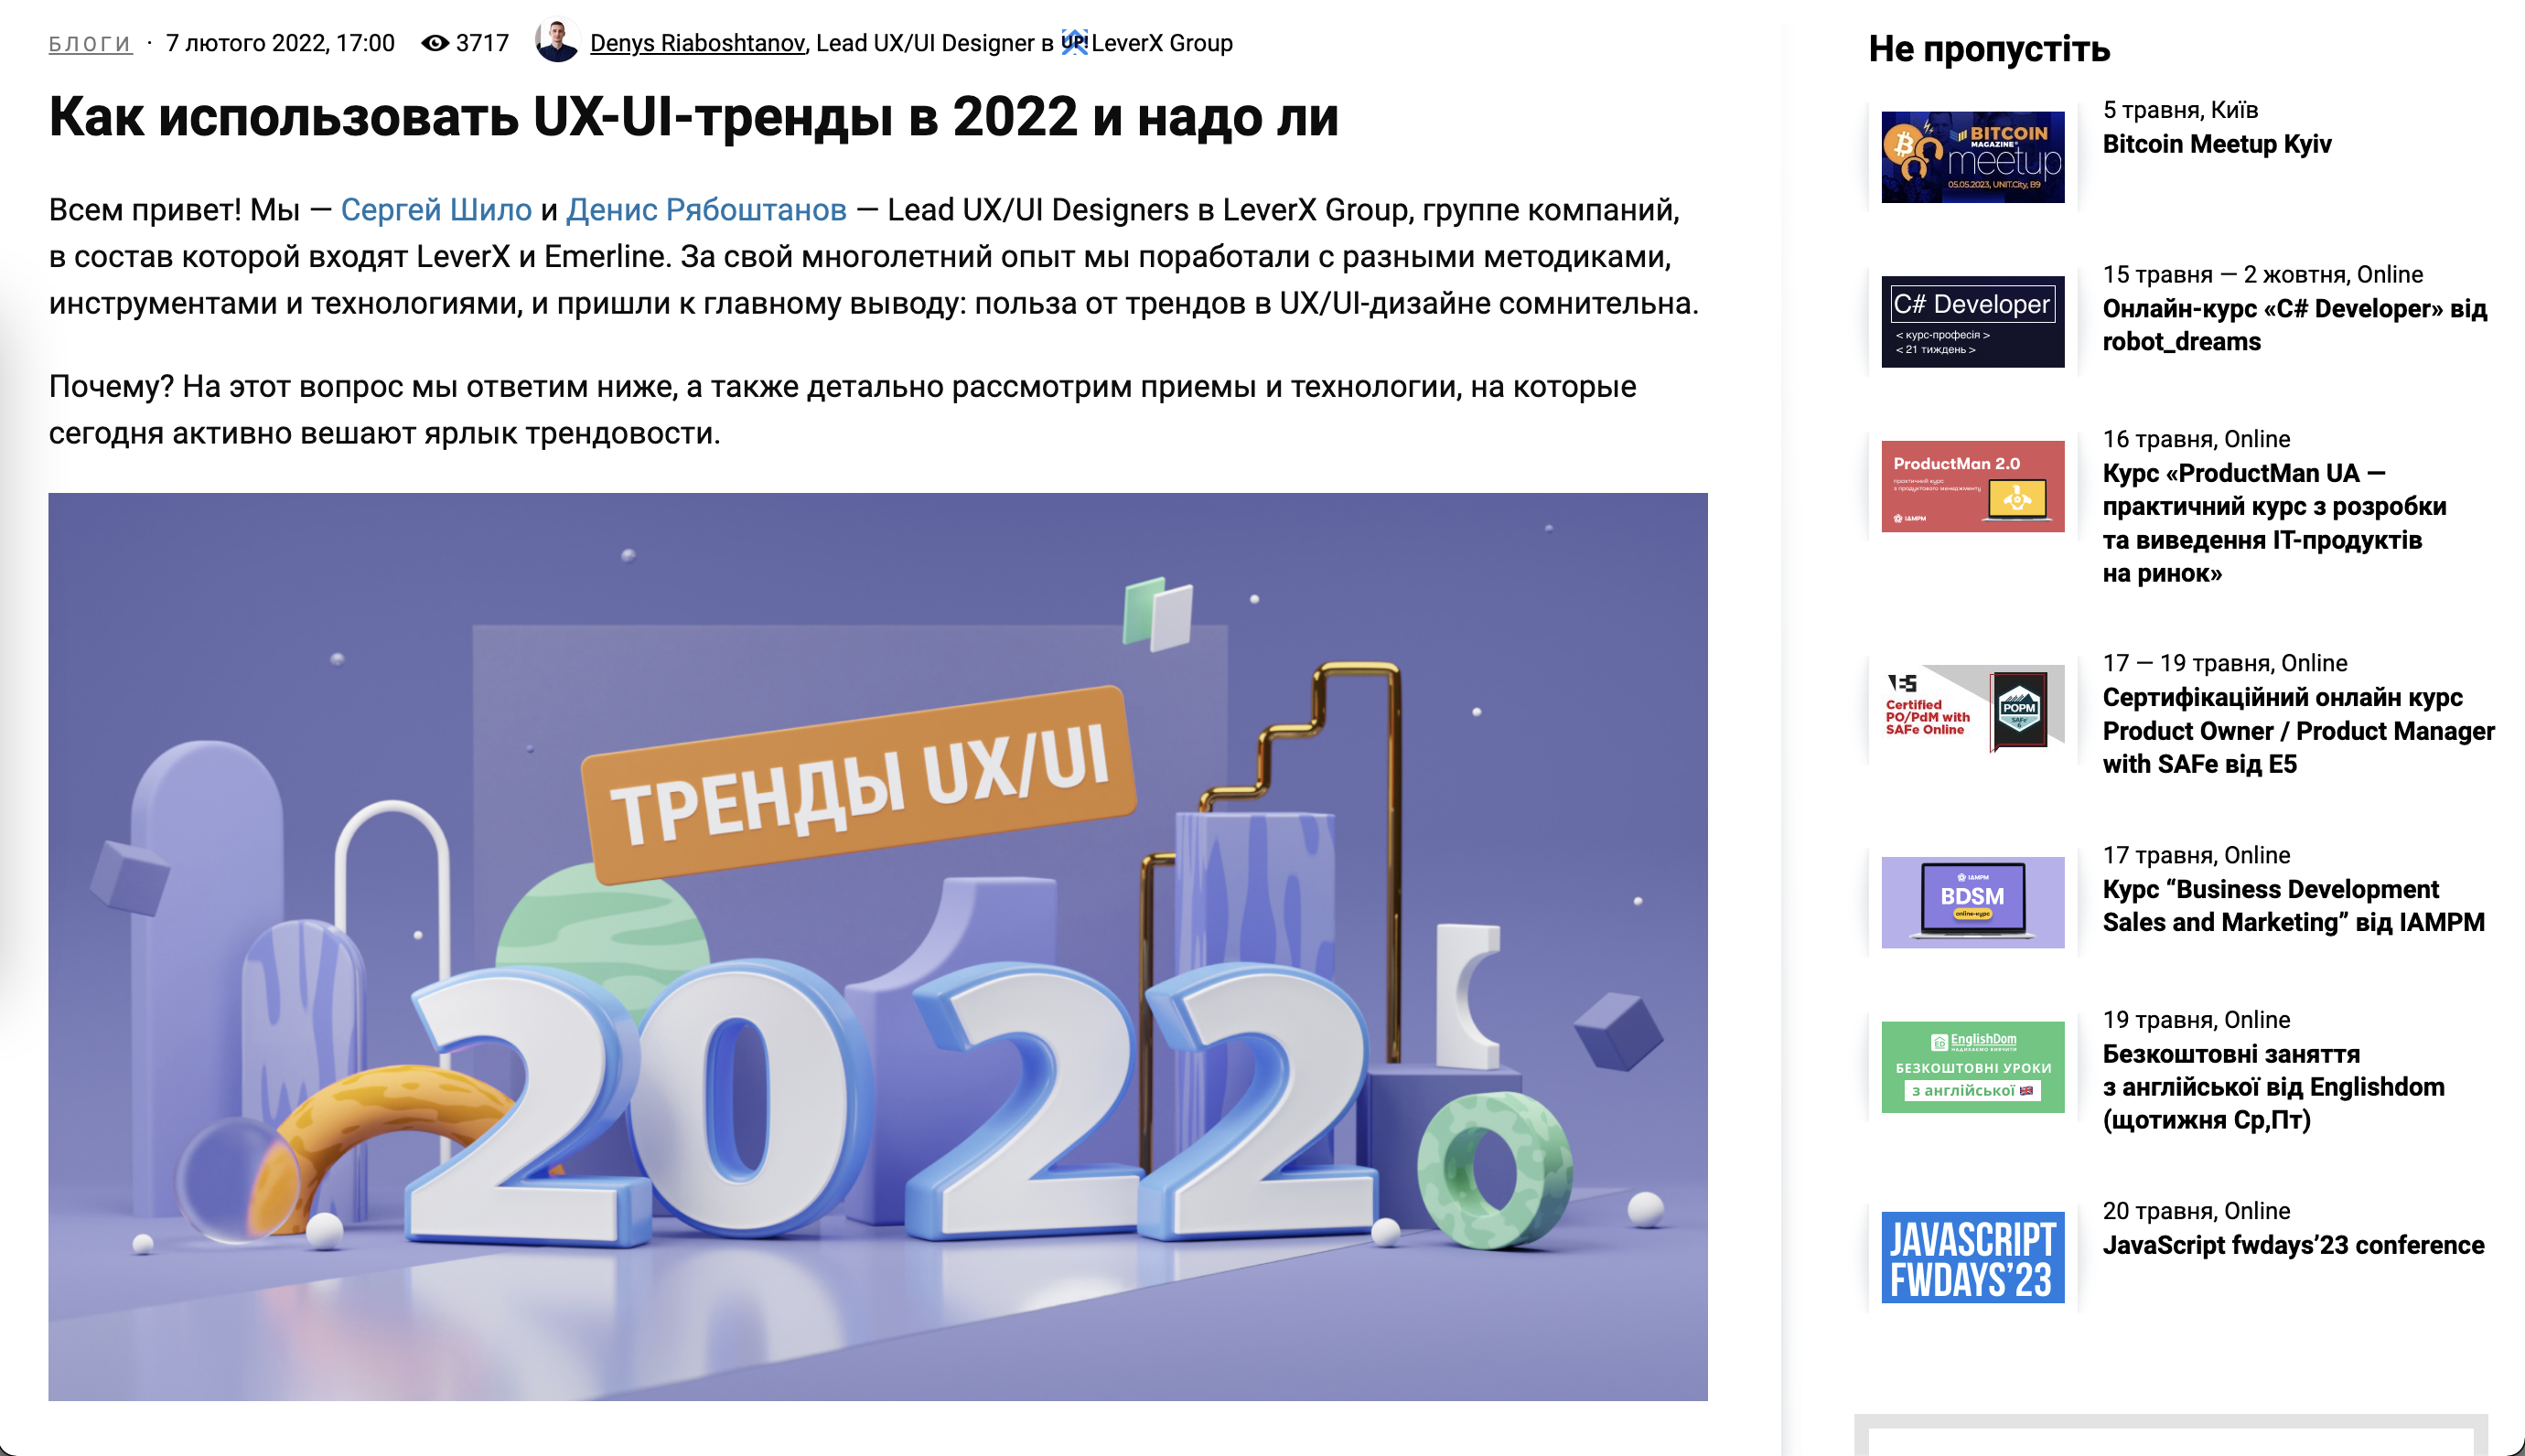 БЛОГИ · 7 лютого 2022, 17:00 3717 Denys Riaboshtanov, Lead UX/UI Designer в UP! LeverX Group
Как использовать UX-UI-тренды в 2022 и надо ли
Всем привет! Мы — Сергей Шило и Денис Рябоштанов — Lead UX/UI Designers в LeverX Group, группе компаний,
в состав которой входят LeverX и Emerline. За свой многолетний опыт мы поработали с разными методиками,
инструментами и технологиями, и пришли к главному выводу: польза от трендов в UX/UI-дизайне сомнительна.
Почему? На этот вопрос мы ответим ниже, а также детально рассмотрим приемы и технологии, на которые
сегодня активно вешают ярлык трендовости.
ТРЕНДЫ UX/UI
2022
Не пропустіть
BITCOIN
MAGAZINE
meetup
05.05.2023, UNIT.City, B9
5 травня, Київ
Bitcoin Meetup Kyiv
C# Developer
< курс-професія >
< 21 тиждень >
15 травня — 2 жовтня, Online
Онлайн-курс «C# Developer» від
robot_dreams
ProductMan 2.0
практичний курс
з продуктового менеджменту
IAMPM
16 травня, Online
Курс «ProductMan UA —
практичний курс з розробки
та виведення IT-продуктів
на ринок»
E5
Certified
PO/PdM with
SAFe Online
POPM
SAFe
6
17 — 19 травня, Online
Сертифікаційний онлайн курс
Product Owner / Product Manager
with SAFe від E5
IAMPM
BDSM
online-курс
17 травня, Online
Курс “Business Development
Sales and Marketing” від IAMPM
EnglishDom
НАДИХАЄМО ВИВЧАТИ
БЕЗКОШТОВНІ УРОКИ
з англійської
19 травня, Online
Безкоштовні заняття
з англійської від Englishdom
(щотижня Ср,Пт)
JAVASCRIPT
FWDAYS’23
20 травня, Online
JavaScript fwdays’23 conference